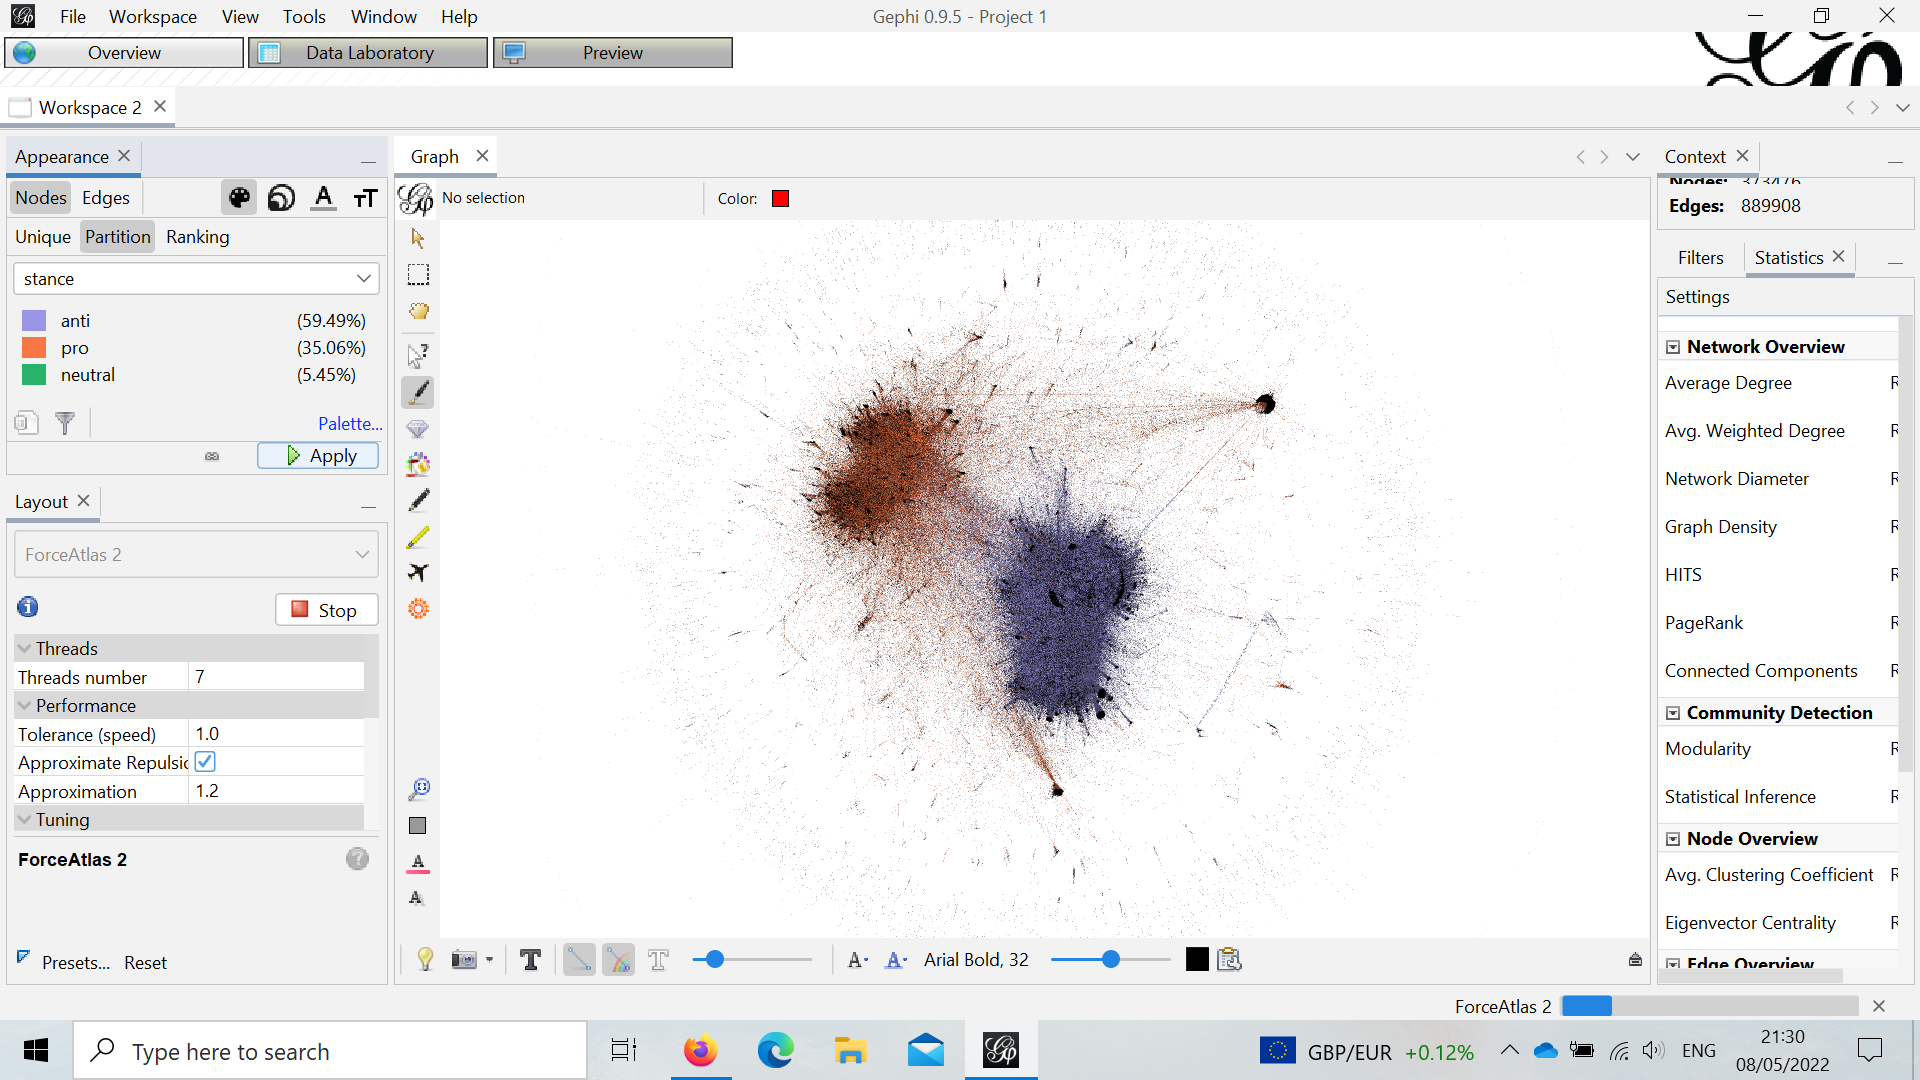 File Workspace View Tools Window Help
Gephi 0.9.5 - Project 1
Overview Data Laboratory Preview
Workspace 2
Appearance
Nodes Edges
Unique Partition Ranking
stance
anti (59.49%)
pro (35.06%)
neutral (5.45%)
Palette...
Apply
Layout
ForceAtlas 2
Stop
Threads
Threads number 7
Performance
Tolerance (speed) 1.0
Approximate Repulsic
Approximation 1.2
Tuning
ForceAtlas 2
Presets... Reset
Graph
No selection
Color:
Arial Bold, 32
Context
Nodes: 373476
Edges: 889908
Filters Statistics
Settings
Network Overview
Average Degree R
Avg. Weighted Degree R
Network Diameter R
Graph Density R
HITS R
PageRank R
Connected Components R
Community Detection
Modularity R
Statistical Inference R
Node Overview
Avg. Clustering Coefficient R
Eigenvector Centrality R
Edge Overview
ForceAtlas 2
Type here to search
GBP/EUR +0.12%
ENG
21:30
08/05/2022